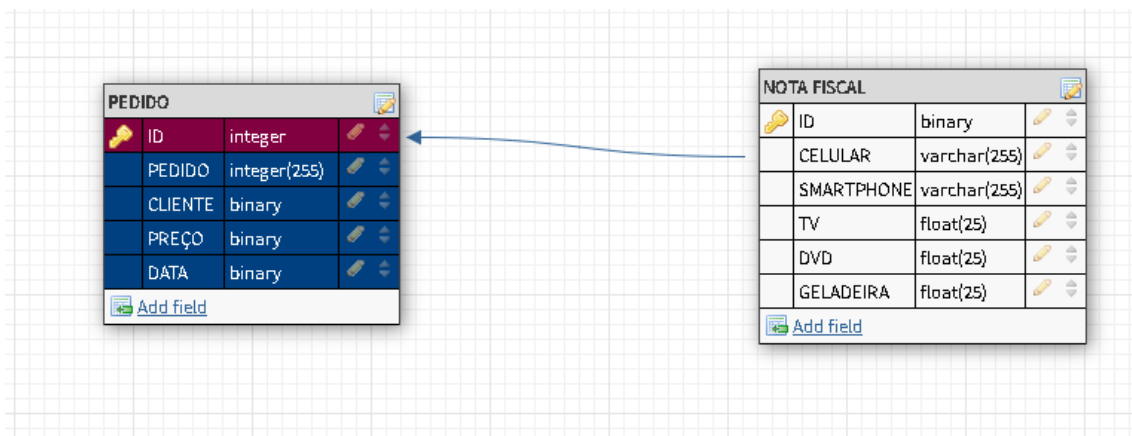 PEDIDO
ID integer
PEDIDO integer(255)
CLIENTE binary
PREÇO binary
DATA binary
Add field
NOTA FISCAL
ID binary
CELULAR varchar(255)
SMARTPHONE varchar(255)
TV float(25)
DVD float(25)
GELADEIRA float(25)
Add field